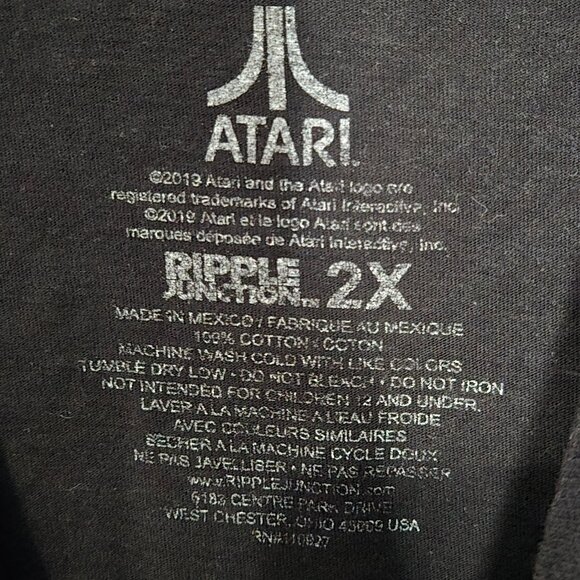 ATARI
©2019 Atari and the Atari logo are
registered trademarks of Atari Interactive, Inc.
©2019 Atari et le logo Atari sont des
marques déposée de Atari Interactive, Inc.
RIPPLE JUNCTION™ 2X
MADE IN MEXICO / FABRIQUE AU MEXIQUE
100% COTTON / COTON
MACHINE WASH COLD WITH LIKE COLORS
TUMBLE DRY LOW • DO NOT BLEACH • DO NOT IRON
NOT INTENDED FOR CHILDREN 12 AND UNDER.
LAVER A LA MACHINE A L'EAU FROIDE
AVEC COULEURS SIMILAIRES
SECHER A LA MACHINE CYCLE DOUX
NE PAS JAVELLISER • NE PAS REPASSER
www.RIPPLEJUNCTION.com
CENTRE PARK DRIVE
WEST CHESTER, OHIO 45069 USA